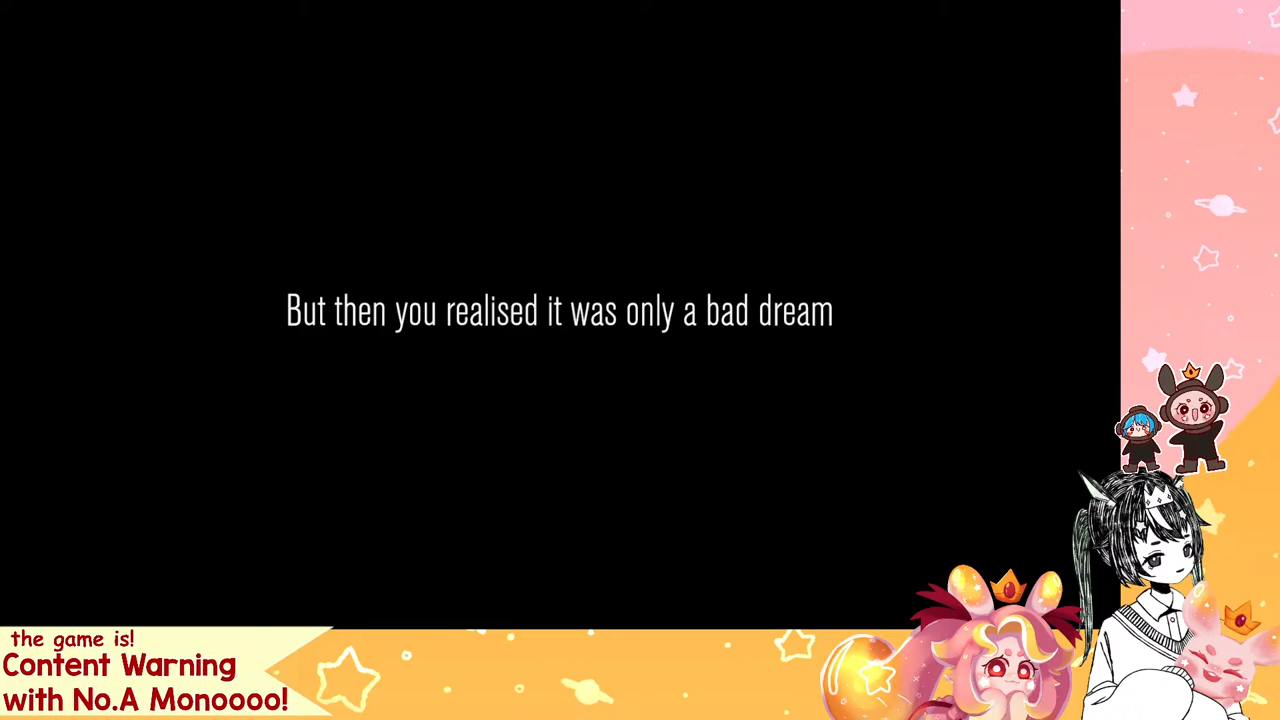 But then you realised it was only a bad dream
the game is!
Content Warning
with No.A Monoooo!